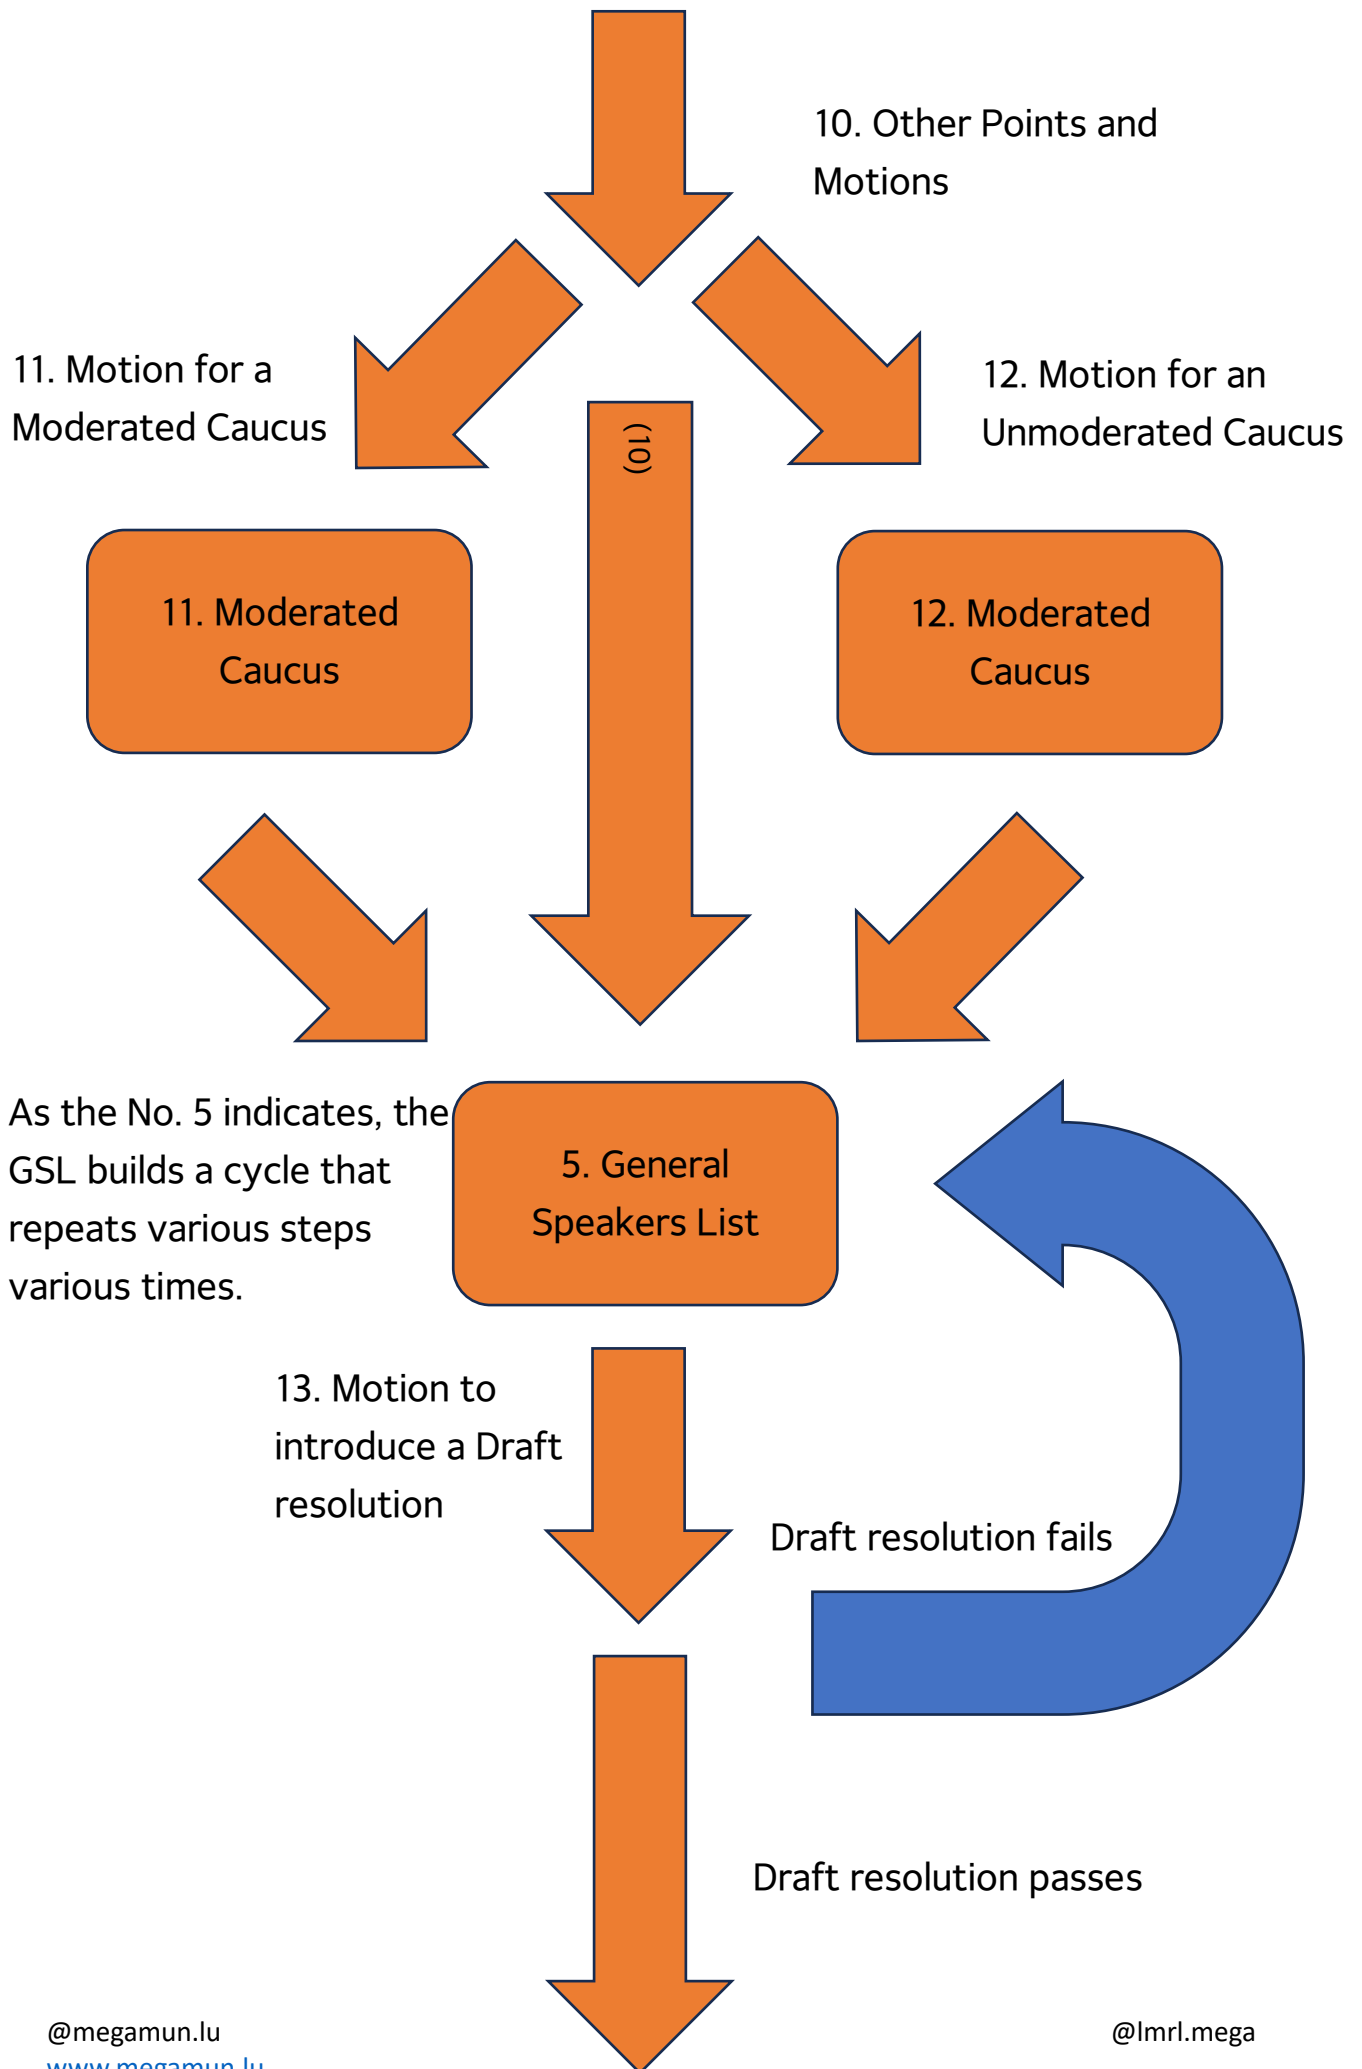 10. Other Points and
Motions
11. Motion for a
Moderated Caucus
12. Motion for an
Unmoderated Caucus
(10)
11. Moderated
Caucus
12. Moderated
Caucus
As the No. 5 indicates, the
GSL builds a cycle that
repeats various steps
various times.
5. General
Speakers List
13. Motion to
introduce a Draft
resolution
Draft resolution fails
Draft resolution passes
@megamun.lu
@lmrl.mega
www.megamun.lu